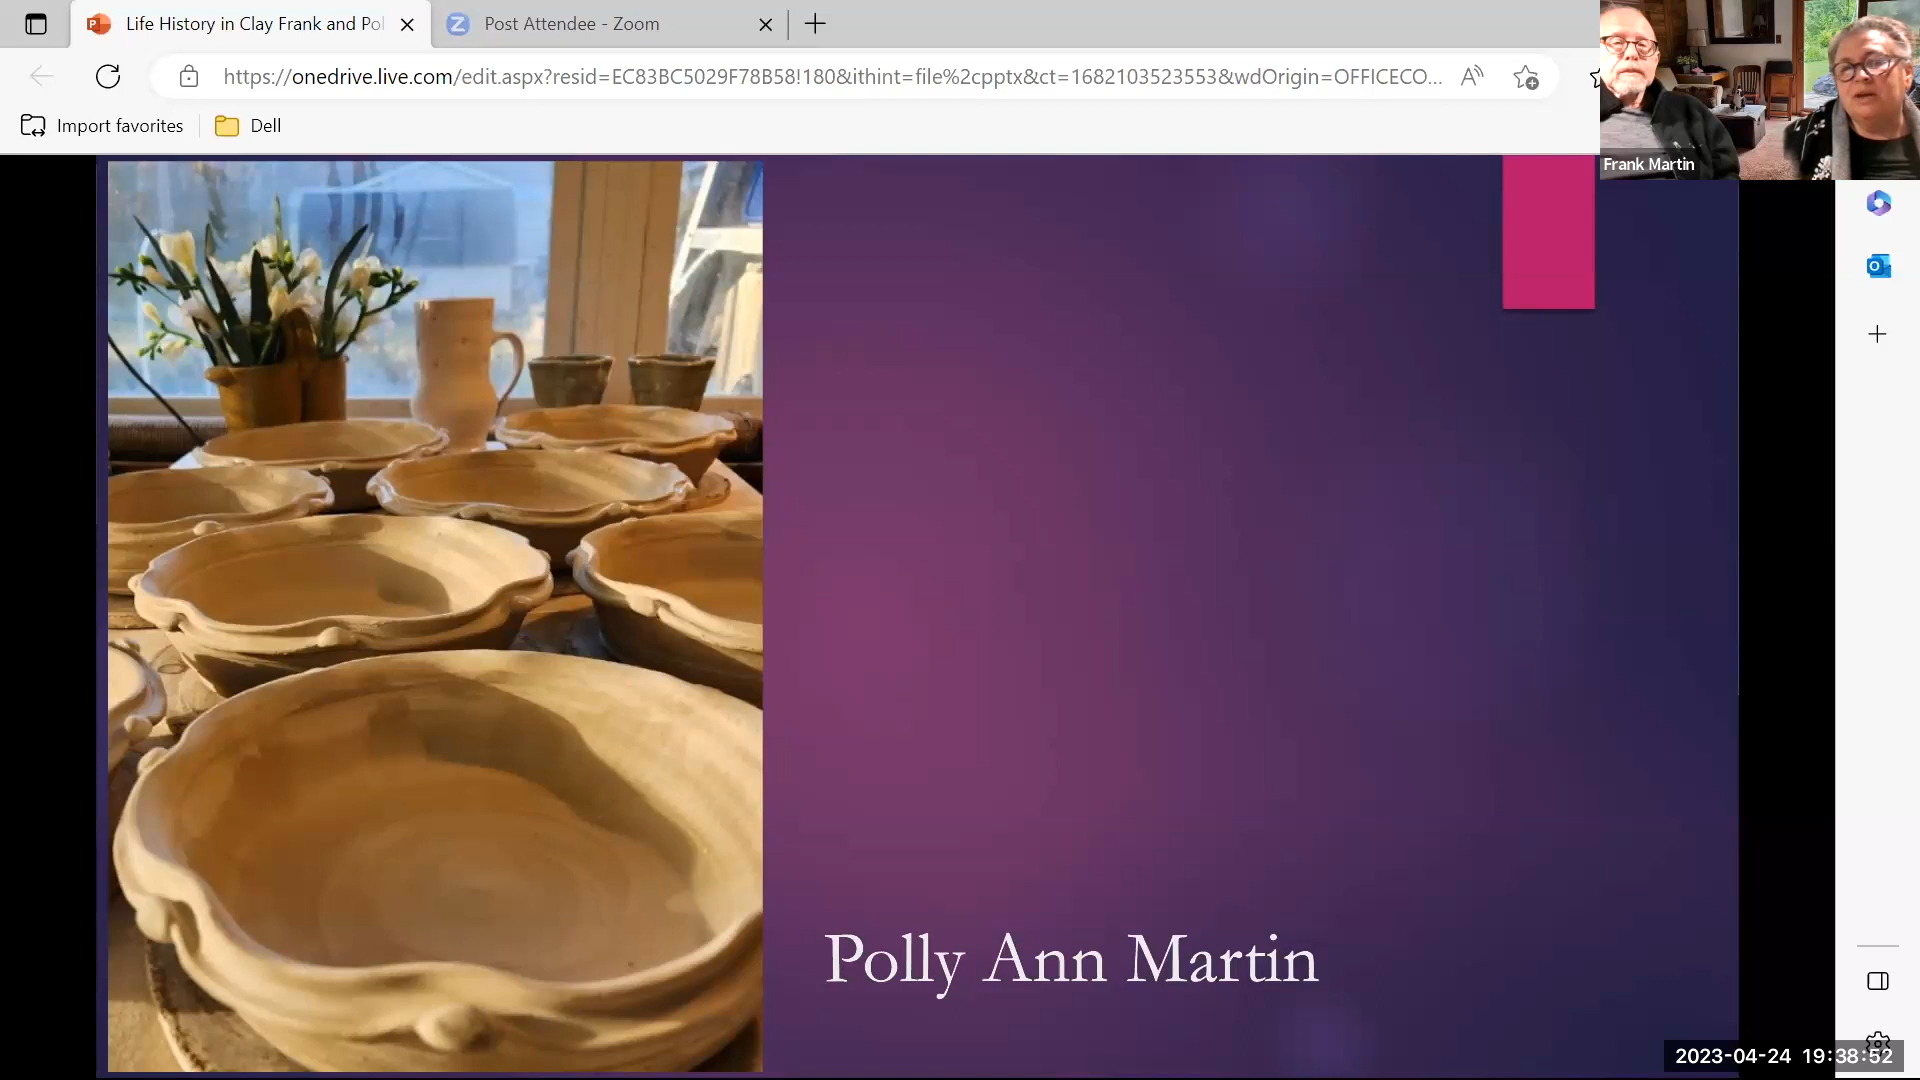 Life History in Clay Frank and Pol
Post Attendee - Zoom
https://onedrive.live.com/edit.aspx?resid=EC83BC5029F78B58!180&ithint=file%2cpptx&ct=1682103523553&wdOrigin=OFFICECO...
Import favorites
Dell
Frank Martin
Polly Ann Martin
2023-04-24 19:38:52